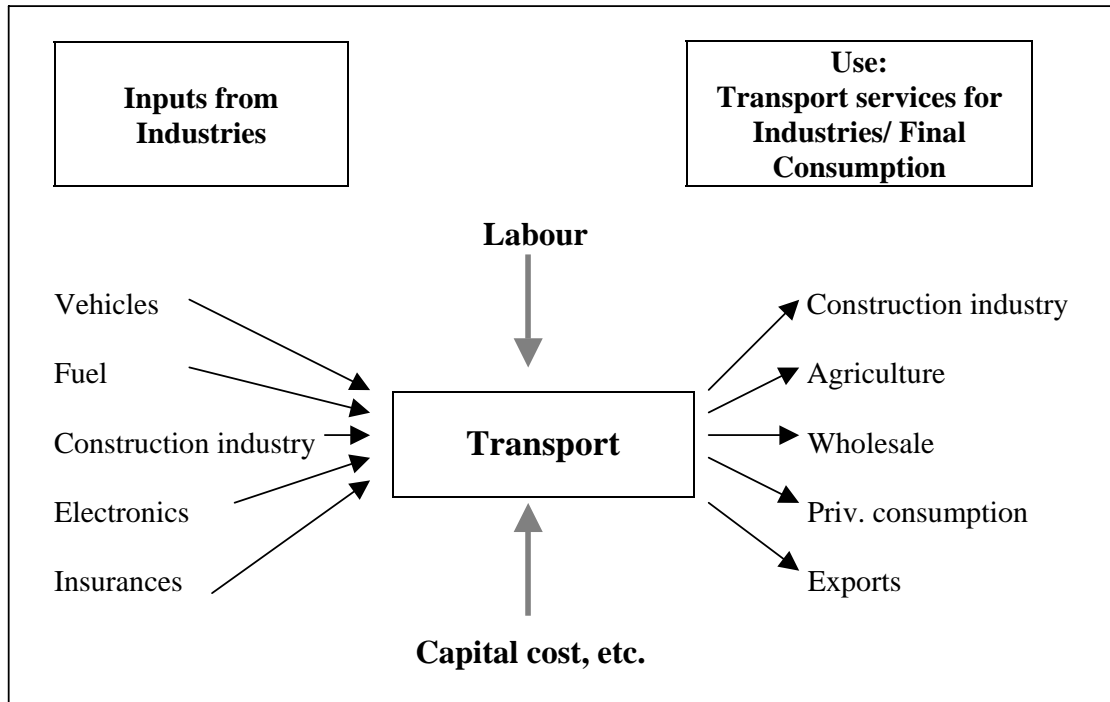 Inputs from
Industries
Use:
Transport services for
Industries/ Final
Consumption
Labour
Vehicles
Fuel
Construction industry
Electronics
Insurances
Transport
Construction industry
Agriculture
Wholesale
Priv. consumption
Exports
Capital cost, etc.